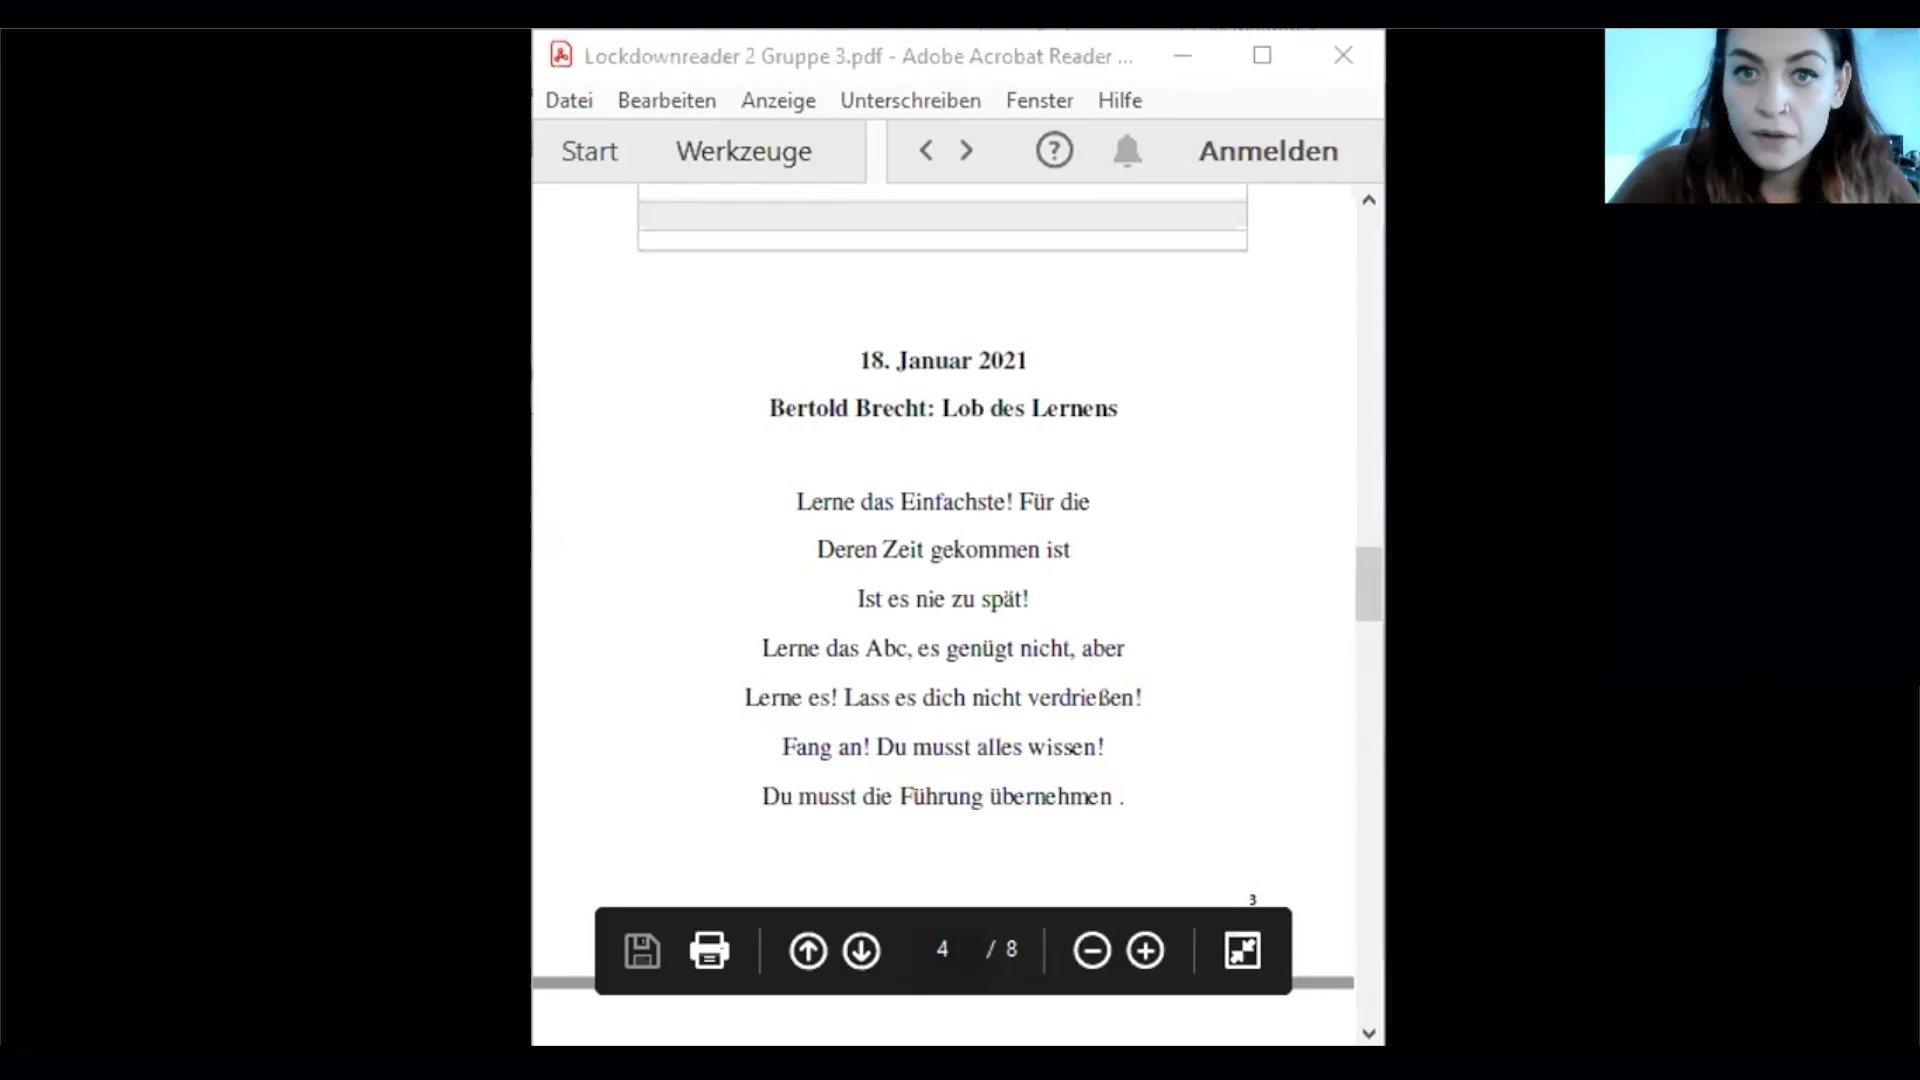 Lockdownreader 2 Gruppe 3.pdf - Adobe Acrobat Reader ...
Datei Bearbeiten Anzeige Unterschreiben Fenster Hilfe
Start Werkzeuge Anmelden
18. Januar 2021
Bertold Brecht: Lob des Lernens
Lerne das Einfachste! Für die
Deren Zeit gekommen ist
Ist es nie zu spät!
Lerne das Abc, es genügt nicht, aber
Lerne es! Lass es dich nicht verdrießen!
Fang an! Du musst alles wissen!
Du musst die Führung übernehmen .
3
4 / 8